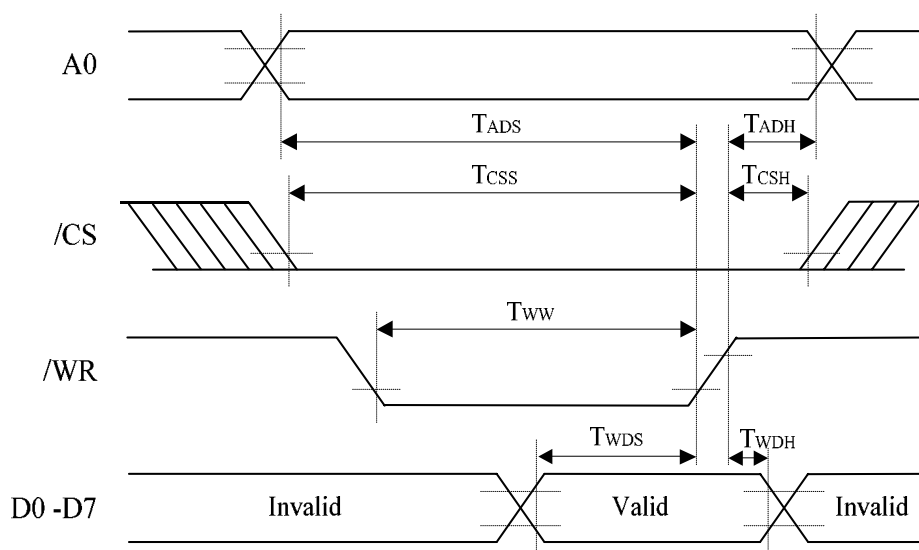 A0
TADS
TADH
TCSS
TCSH
/CS
TWW
/WR
TWDS
TWDH
D0 -D7
Invalid
Valid
Invalid